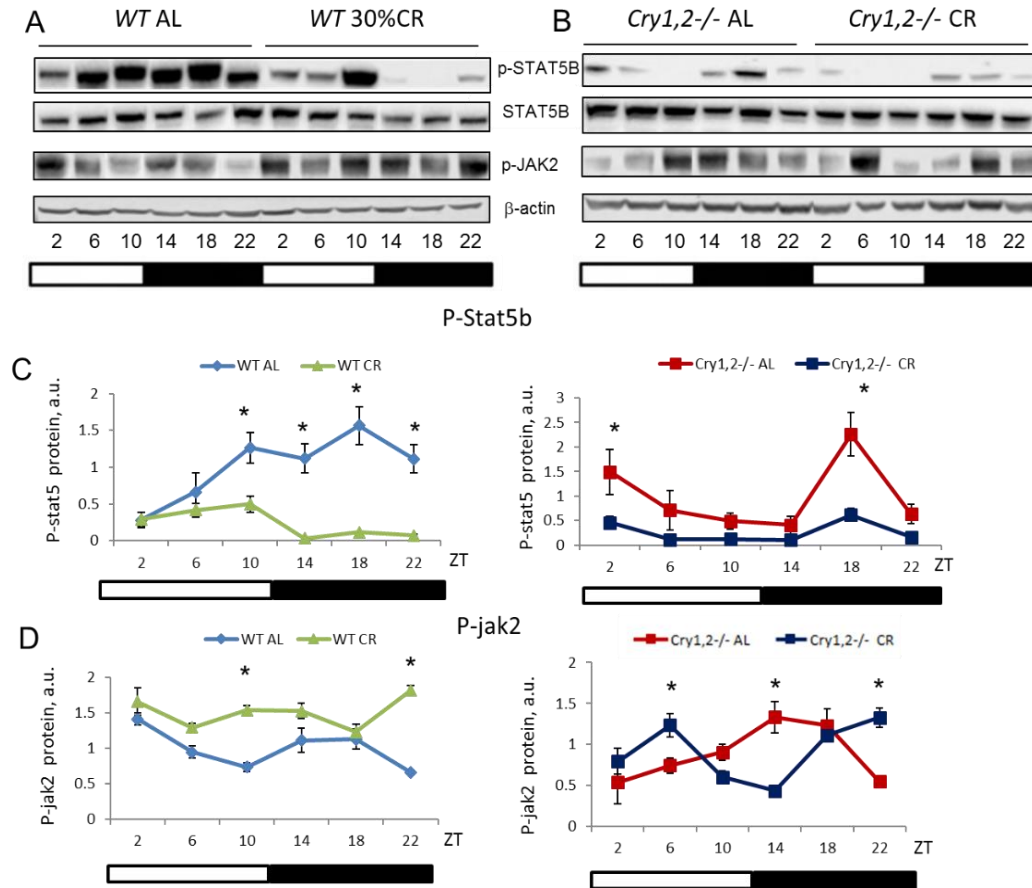 A
WT AL WT 30%CR
B
Cry1,2-/- AL Cry1,2-/- CR
p-STAT5B
STAT5B
p-JAK2
β-actin
2 6 10 14 18 22 2 6 10 14 18 22
2 6 10 14 18 22 2 6 10 14 18 22
P-Stat5b
C
WT AL WT CR
P-stat5 protein, a.u.
2
1.5
1
0.5
0
* * * *
2 6 10 14 18 22 ZT
Cry1,2-/- AL Cry1,2-/- CR
P-stat5 protein, a.u.
3
2.5
2
1.5
1
0.5
0
* *
2 6 10 14 18 22 ZT
P-jak2
D
WT AL WT CR
P-jak2 protein, a.u.
2
1.5
1
0.5
0
* *
2 6 10 14 18 22 ZT
Cry1,2-/- AL Cry1,2-/- CR
P-jak2 protein, a.u.
2
1.5
1
0.5
0
* * *
2 6 10 14 18 22 ZT